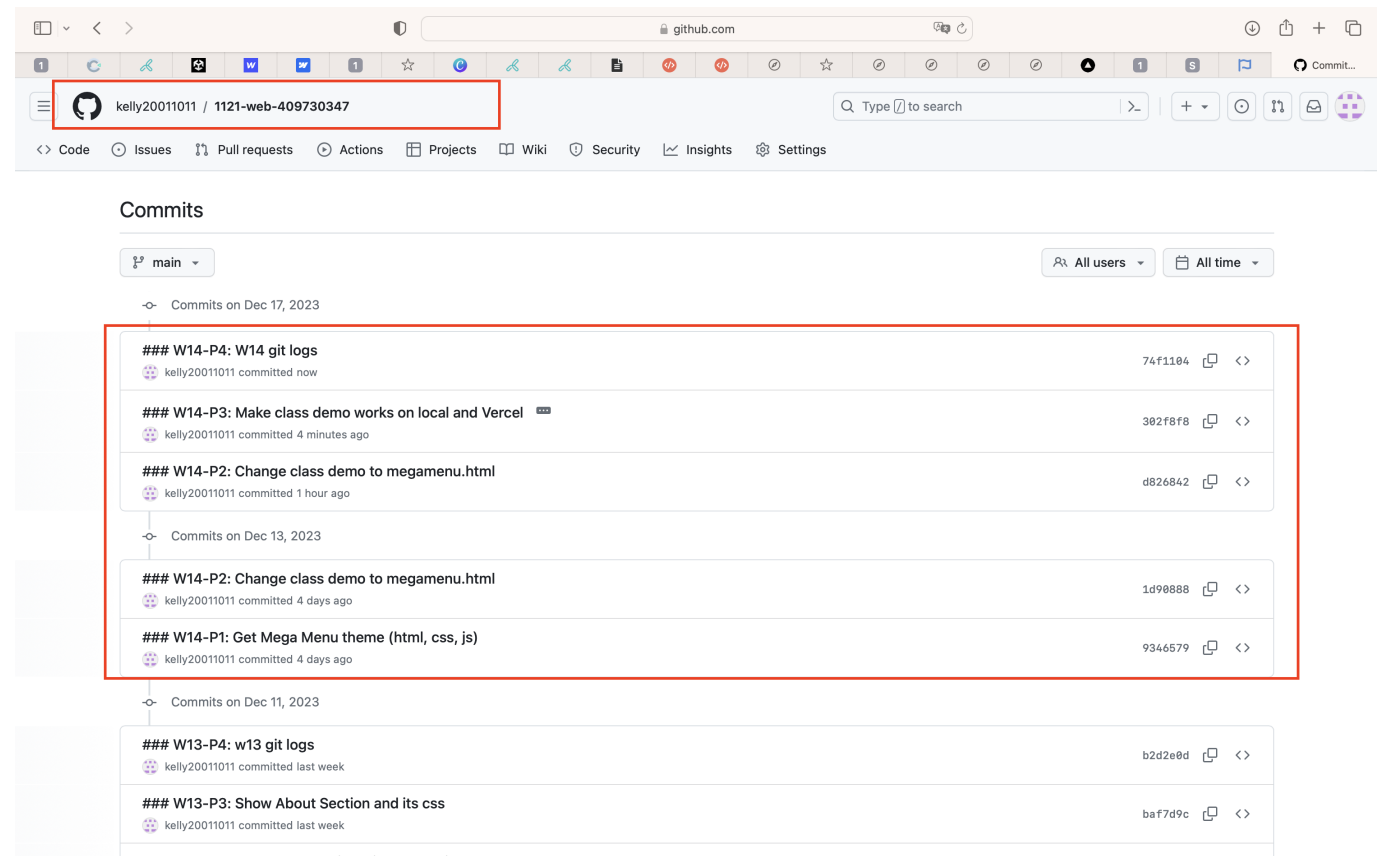 github.com
1
W
1
C
1
S
Commit...
kelly20011011 / 1121-web-409730347
Type / to search
Code Issues Pull requests Actions Projects Wiki Security Insights Settings
Commits
main
All users
All time
Commits on Dec 17, 2023
### W14-P4: W14 git logs
74f1104
kelly20011011 committed now
### W14-P3: Make class demo works on local and Vercel
302f8f8
kelly20011011 committed 4 minutes ago
### W14-P2: Change class demo to megamenu.html
d826842
kelly20011011 committed 1 hour ago
Commits on Dec 13, 2023
### W14-P2: Change class demo to megamenu.html
1d90888
kelly20011011 committed 4 days ago
### W14-P1: Get Mega Menu theme (html, css, js)
9346579
kelly20011011 committed 4 days ago
Commits on Dec 11, 2023
### W13-P4: w13 git logs
b2d2e0d
kelly20011011 committed last week
### W13-P3: Show About Section and its css
baf7d9c
kelly20011011 committed last week